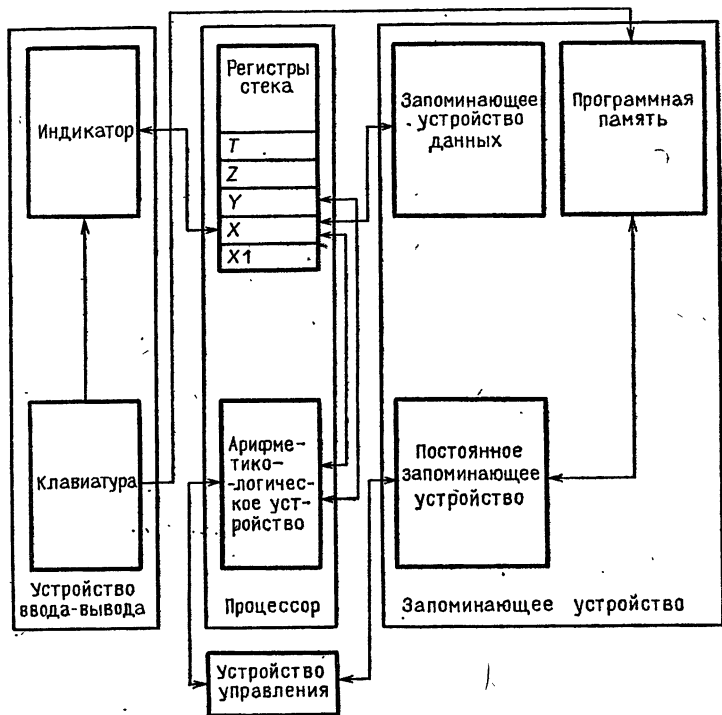 Индикатор
Клавиатура
Устройство
ввода-вывода
Регистры
стека
T
Z
Y
X
X1
Арифме-
тико-
-логичес-
кое уст-
ройство
Процессор
Запоминающее
устройство
данных
Программная
память
Постоянное
запоминающее
устройство
Запоминающее устройство
Устройство
управления